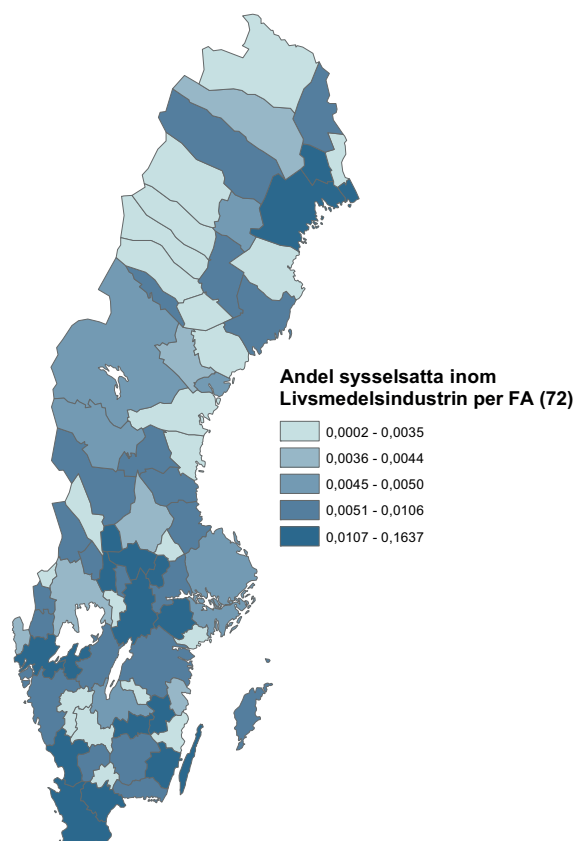 Andel sysselsatta inom
Livsmedelsindustrin per FA (72)
0,0002 - 0,0035
0,0036 - 0,0044
0,0045 - 0,0050
0,0051 - 0,0106
0,0107 - 0,1637